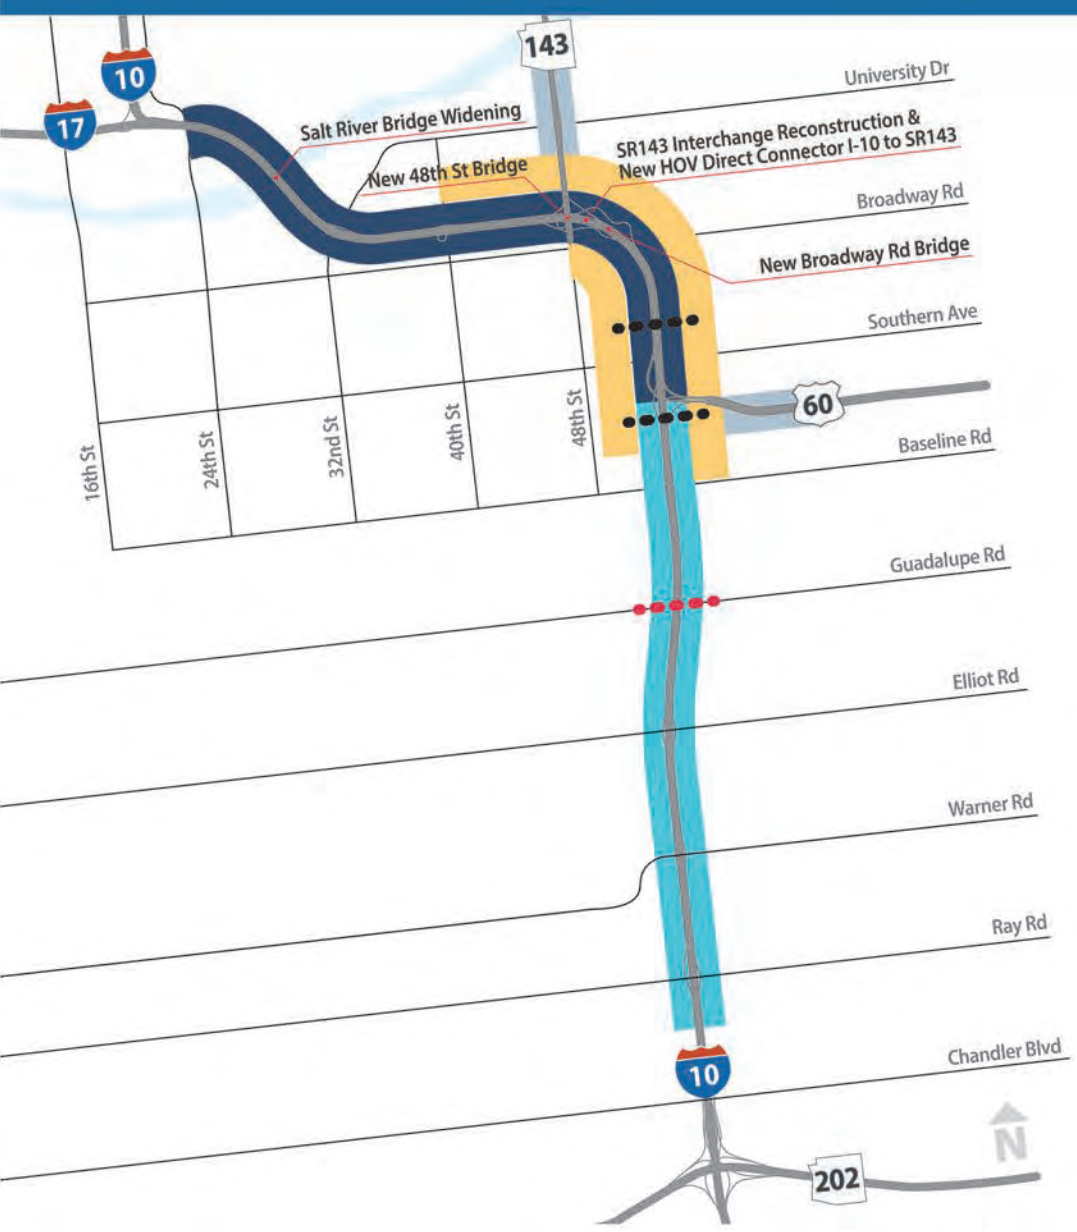 143
10
University Dr
17
Salt River Bridge Widening
SR143 Interchange Reconstruction &
New HOV Direct Connector I-10 to SR143
New 48th St Bridge
Broadway Rd
New Broadway Rd Bridge
Southern Ave
60
16th St
24th St
32nd St
40th St
48th St
Baseline Rd
Guadalupe Rd
Elliot Rd
Warner Rd
Ray Rd
10
Chandler Blvd
N
202